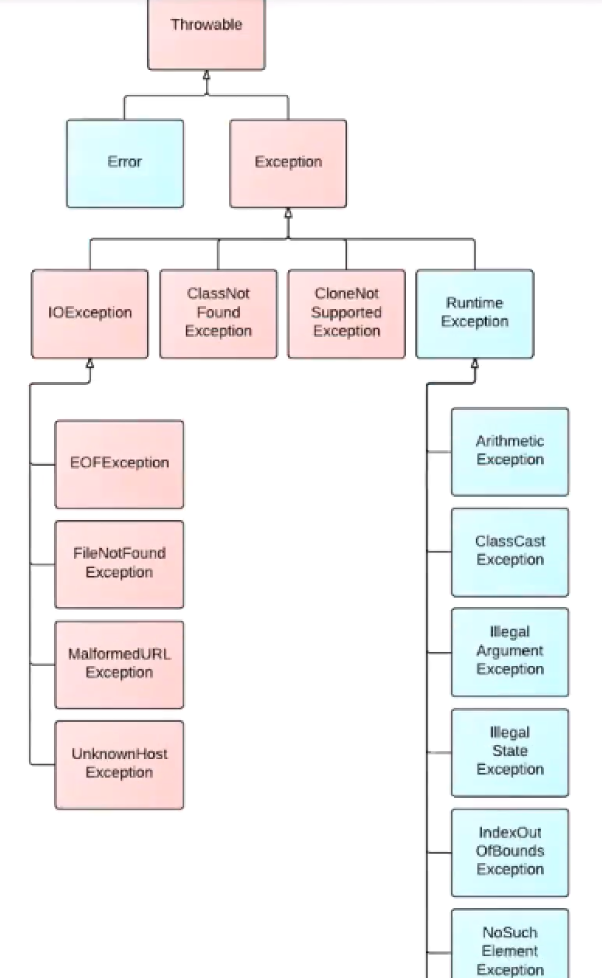 Throwable
Error
Exception
IOException
ClassNot
Found
Exception
CloneNot
Supported
Exception
Runtime
Exception
EOFException
FileNotFound
Exception
MalformedURL
Exception
UnknownHost
Exception
Arithmetic
Exception
ClassCast
Exception
Illegal
Argument
Exception
Illegal
State
Exception
IndexOut
OfBounds
Exception
NoSuch
Element
Exception